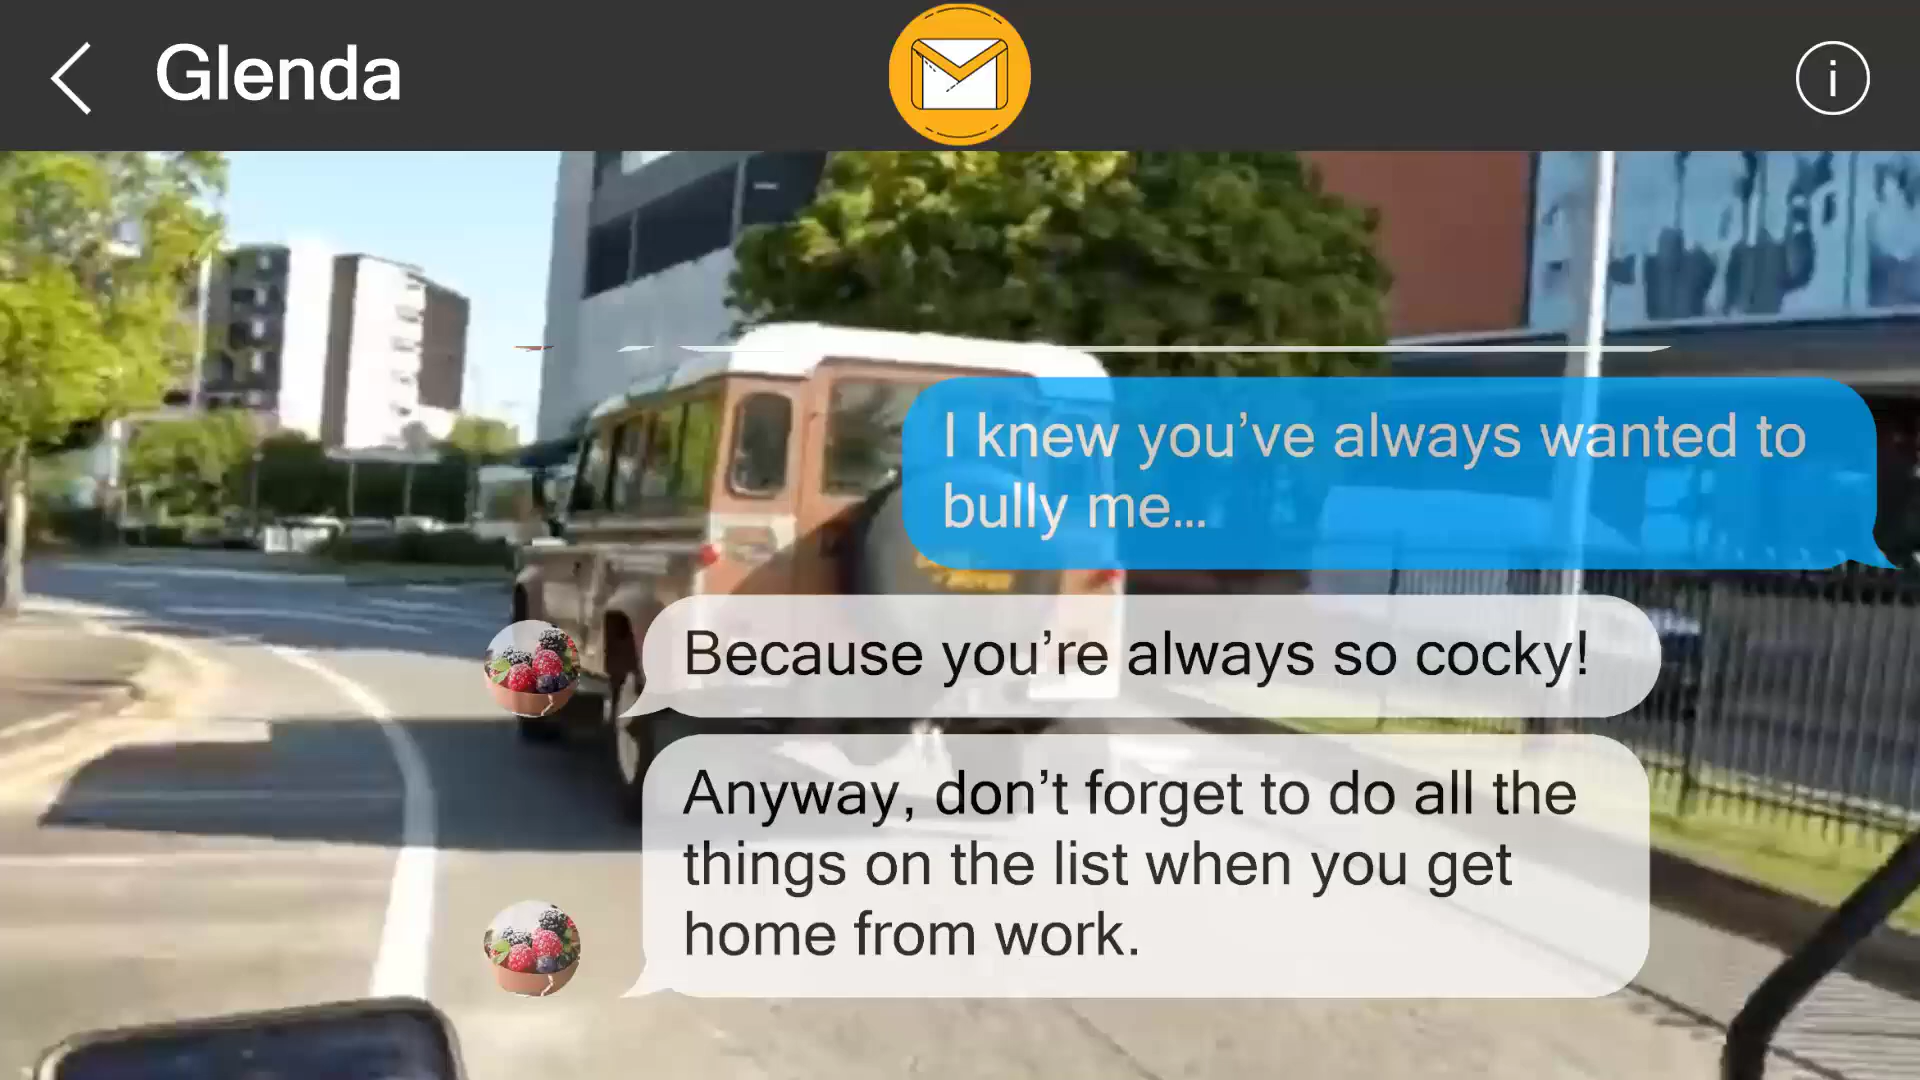 Glenda
I knew you’ve always wanted to
bully me…
Because you’re always so cocky!
Anyway, don’t forget to do all the
things on the list when you get
home from work.